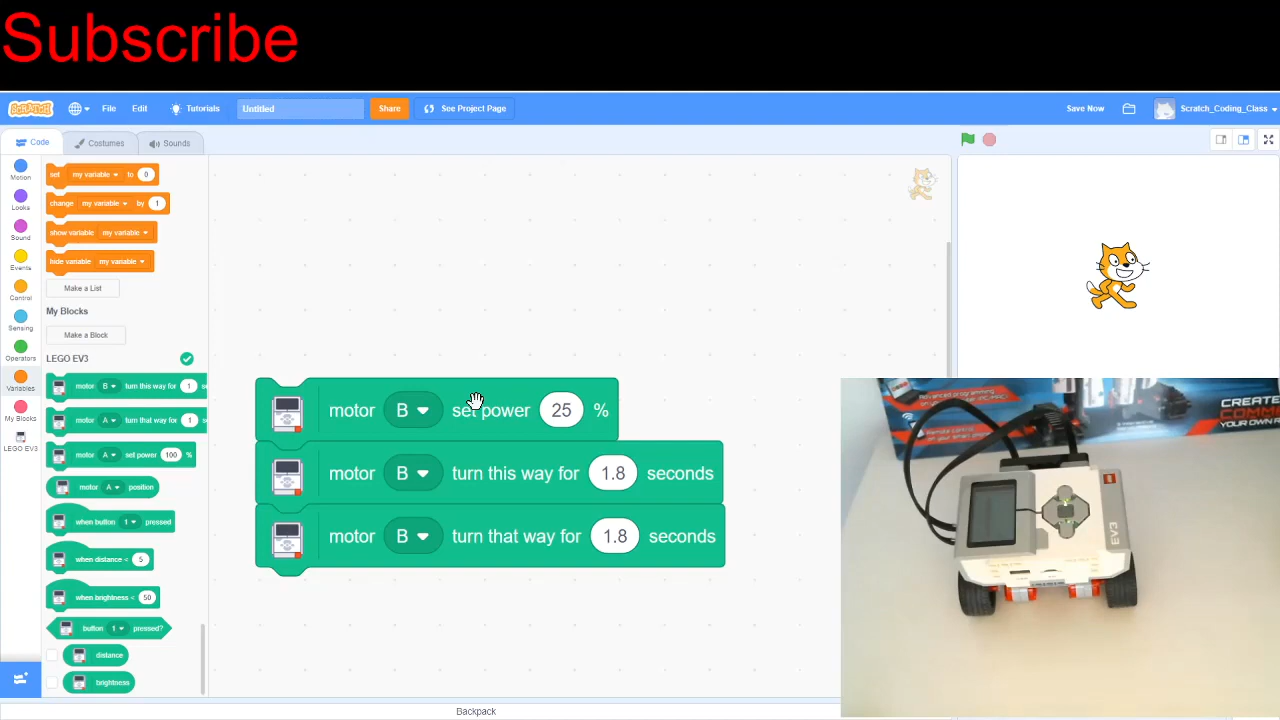 Subscribe
SCRATCH
File
Edit
Tutorials
Untitled
Share
See Project Page
Save Now
Scratch_Coding_Class
Code
Costumes
Sounds
Motion
Looks
Sound
Events
Control
Sensing
Operators
Variables
My Blocks
LEGO EV3
set my variable to 0
change my variable by 1
show variable my variable
hide variable my variable
Make a List
My Blocks
Make a Block
LEGO EV3
motor B turn this way for 1 s
motor A turn that way for 1 s
motor A set power 100 %
motor A position
when button 1 pressed
when distance < 5
when brightness < 50
button 1 pressed?
distance
brightness
motor B set power 25 %
motor B turn this way for 1.8 seconds
motor B turn that way for 1.8 seconds
Backpack
CREATE
COMM
YOUR OWN R
EV3